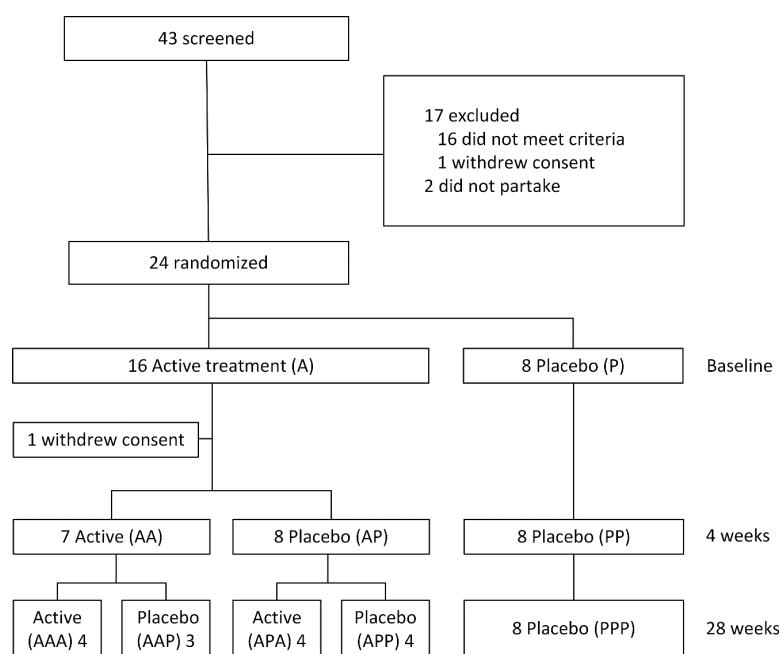 43 screened
17 excluded
16 did not meet criteria
1 withdrew consent
2 did not partake
24 randomized
16 Active treatment (A)
8 Placebo (P)
Baseline
1 withdrew consent
7 Active (AA)
8 Placebo (AP)
8 Placebo (PP)
4 weeks
Active
(AAA) 4
Placebo
(AAP) 3
Active
(APA) 4
Placebo
(APP) 4
8 Placebo (PPP)
28 weeks